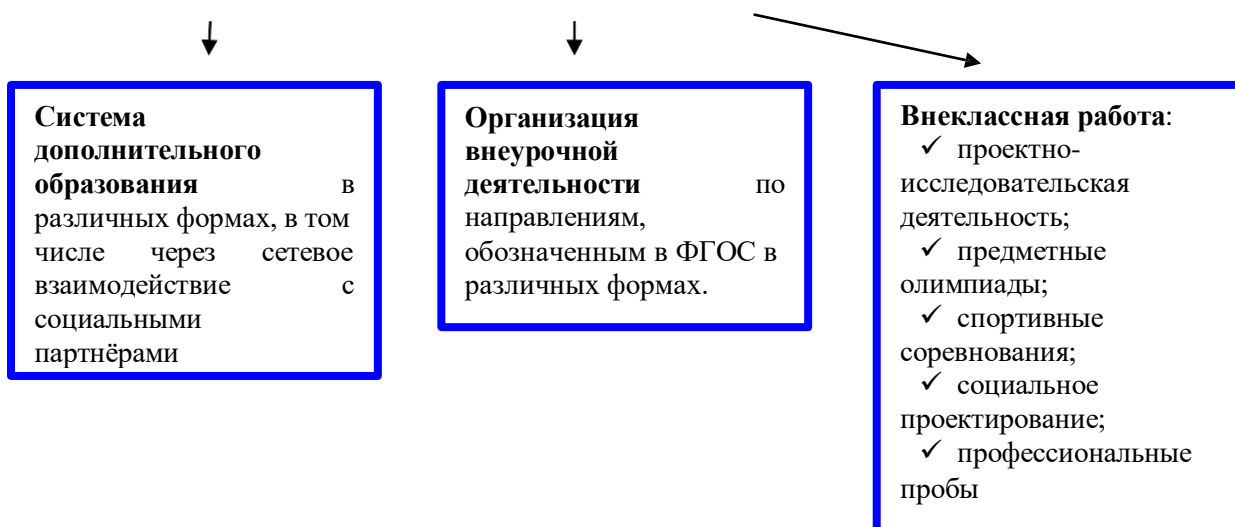 Система
дополнительного
образования в
различных формах, в том
числе через сетевое
взаимодействие с
социальными
партнёрами
Организация
внеурочной
деятельности по
направлениям,
обозначенным в ФГОС в
различных формах.
Внеклассная работа:
✓ проектно-
исследовательская
деятельность;
✓ предметные
олимпиады;
✓ спортивные
соревнования;
✓ социальное
проектирование;
✓ профессиональные
пробы